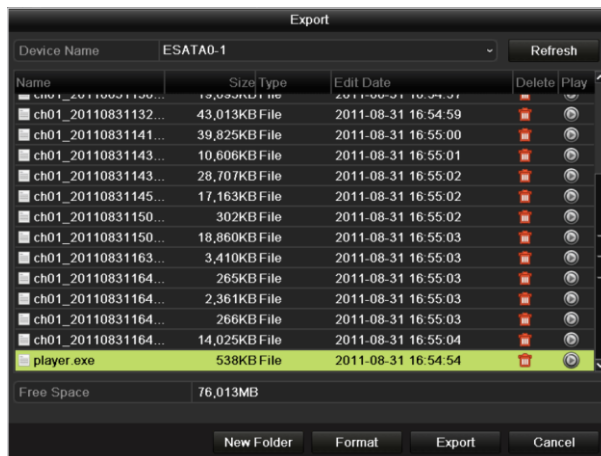 Export
Device Name ESATA0-1 Refresh
Name Size Type Edit Date Delete Play
ch01_20110831132... 43,013KB File 2011-08-31 16:54:59
ch01_20110831141... 39,825KB File 2011-08-31 16:55:00
ch01_20110831143... 10,606KB File 2011-08-31 16:55:01
ch01_20110831143... 28,707KB File 2011-08-31 16:55:02
ch01_20110831145... 17,163KB File 2011-08-31 16:55:02
ch01_20110831150... 302KB File 2011-08-31 16:55:02
ch01_20110831150... 18,860KB File 2011-08-31 16:55:03
ch01_20110831163... 3,410KB File 2011-08-31 16:55:03
ch01_20110831164... 265KB File 2011-08-31 16:55:03
ch01_20110831164... 2,361KB File 2011-08-31 16:55:03
ch01_20110831164... 266KB File 2011-08-31 16:55:03
ch01_20110831164... 14,025KB File 2011-08-31 16:55:04
player.exe 538KB File 2011-08-31 16:54:54
Free Space 76,013MB
New Folder Format Export Cancel